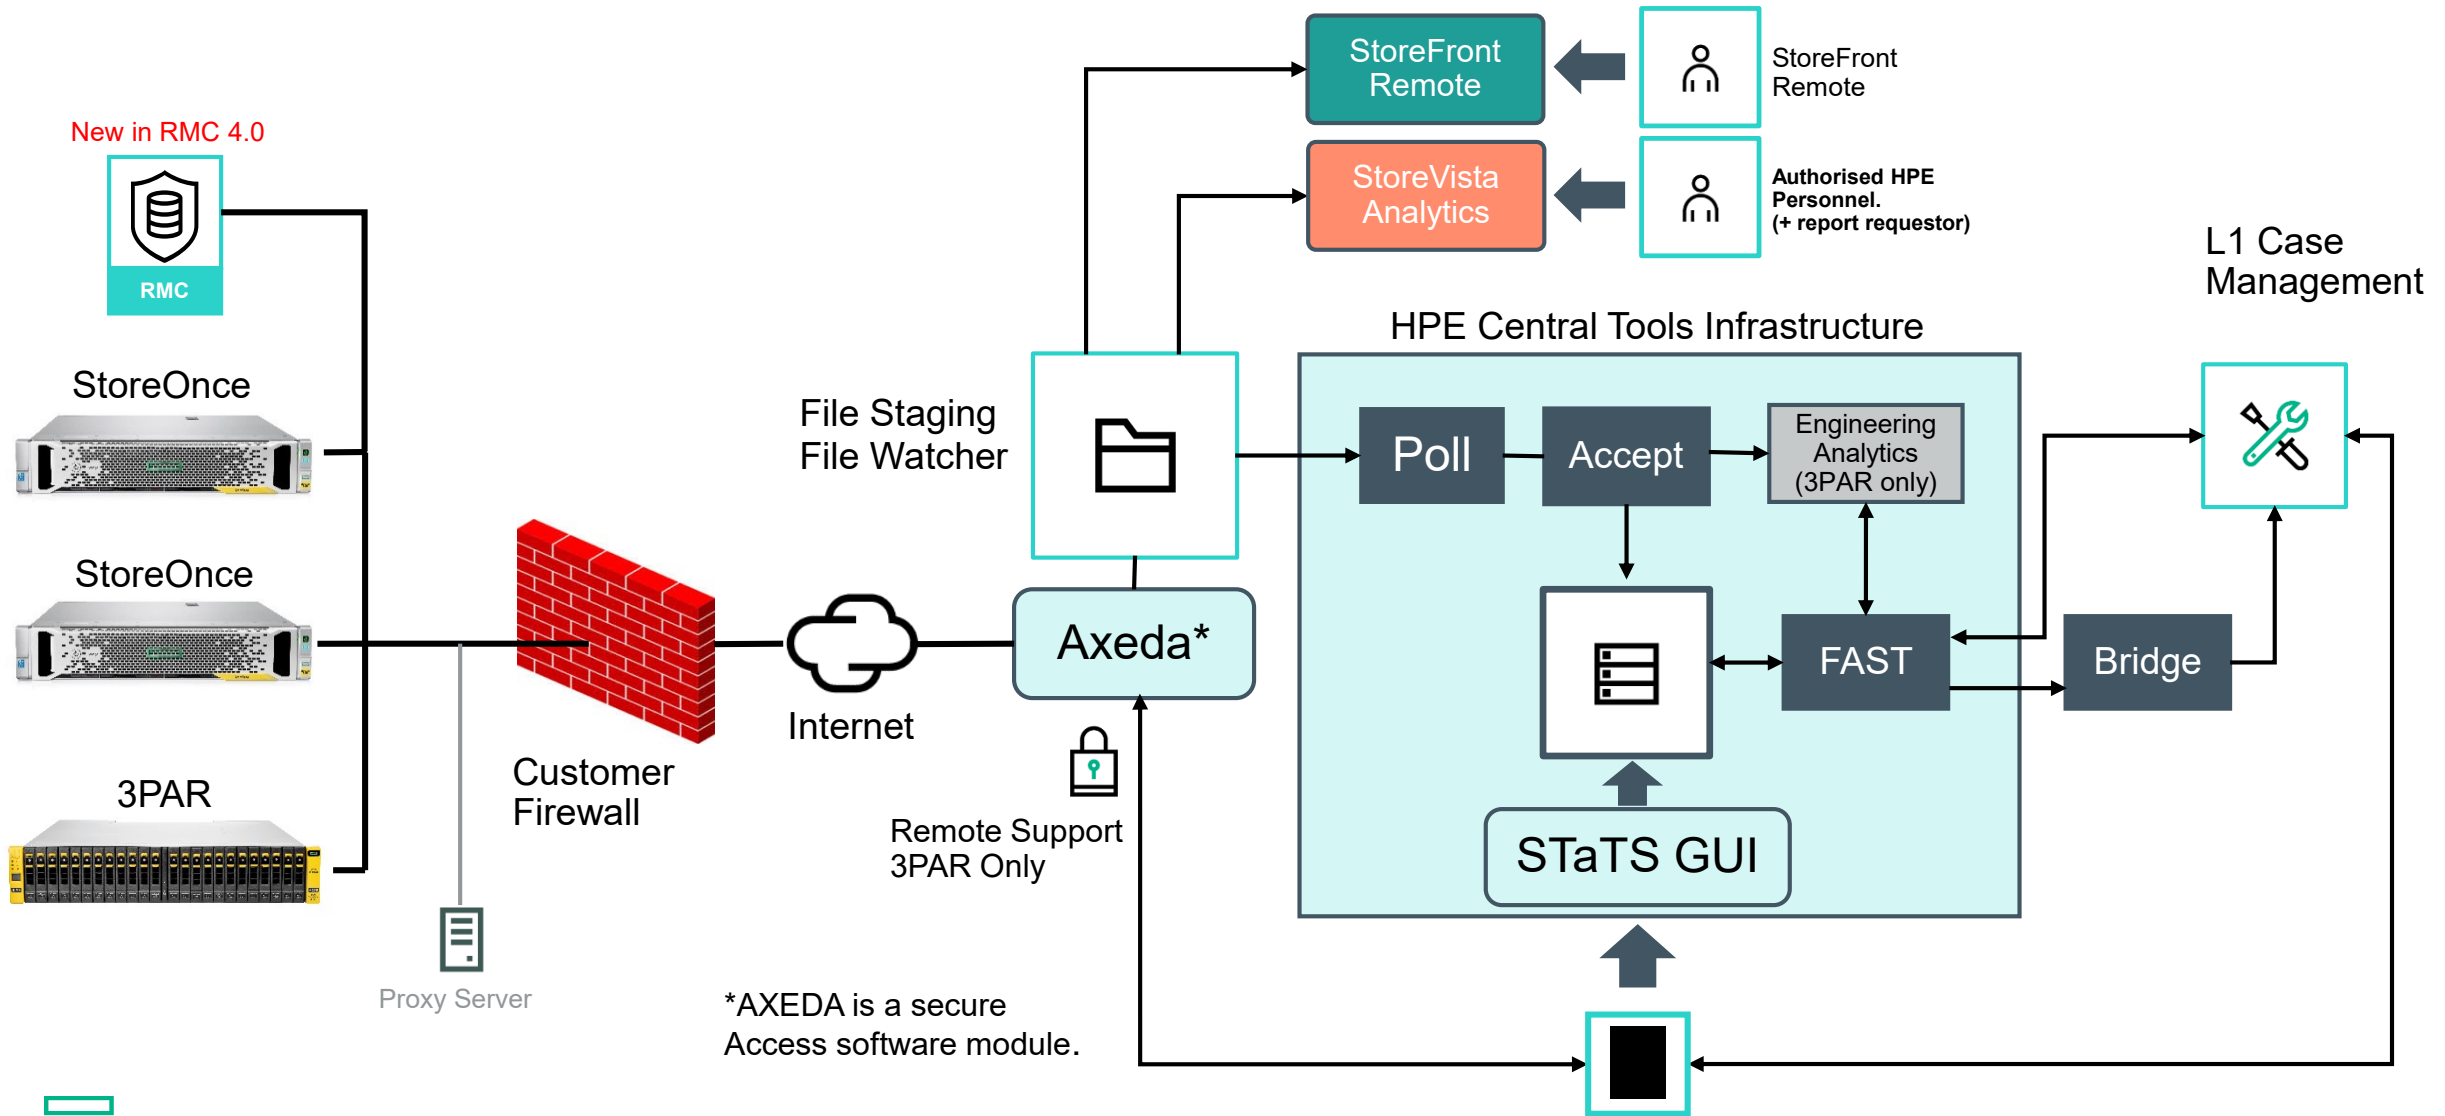 StoreFront
Remote
StoreFront
Remote
New in RMC 4.0
RMC
StoreVista
Analytics
Authorised HPE
Personnel.
(+ report requestor)
L1 Case
Management
HPE Central Tools Infrastructure
StoreOnce
File Staging
File Watcher
Poll
Accept
Engineering
Analytics
(3PAR only)
StoreOnce
Axeda*
FAST
Bridge
Internet
Customer
Firewall
3PAR
Remote Support
3PAR Only
STaTS GUI
Proxy Server
*AXEDA is a secure
Access software module.